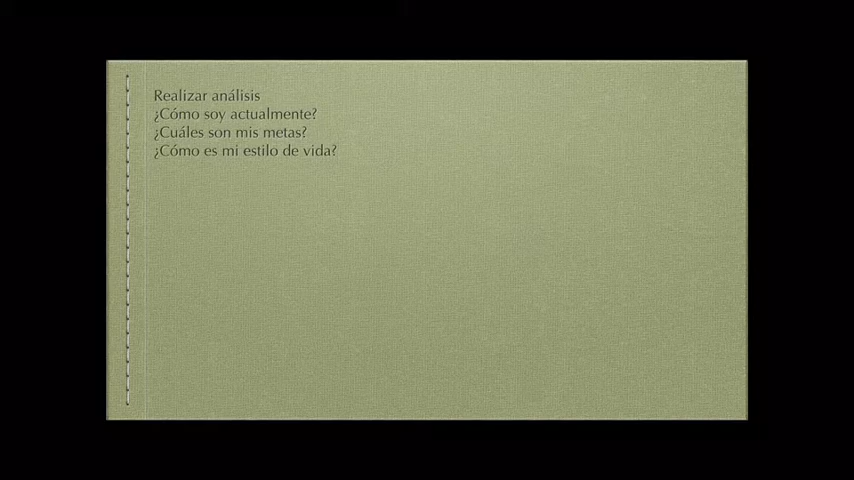 Realizar análisis
¿Cómo soy actualmente?
¿Cuáles son mis metas?
¿Cómo es mi estilo de vida?